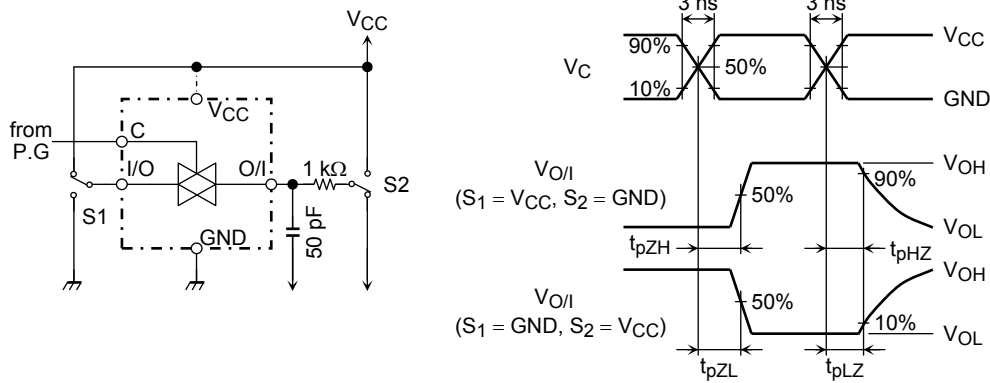 VCC
VCC
from
P.G
C
I/O
O/I
1 kΩ
S1
S2
GND
50 pF
3 ns
3 ns
VC
90%
10%
50%
VCC
GND
VO/I
(S1 = VCC, S2 = GND)
50%
tpZH
VOH
90%
VOL
tpHZ
VO/I
(S1 = GND, S2 = VCC)
50%
tpZL
VOH
10%
VOL
tpLZ